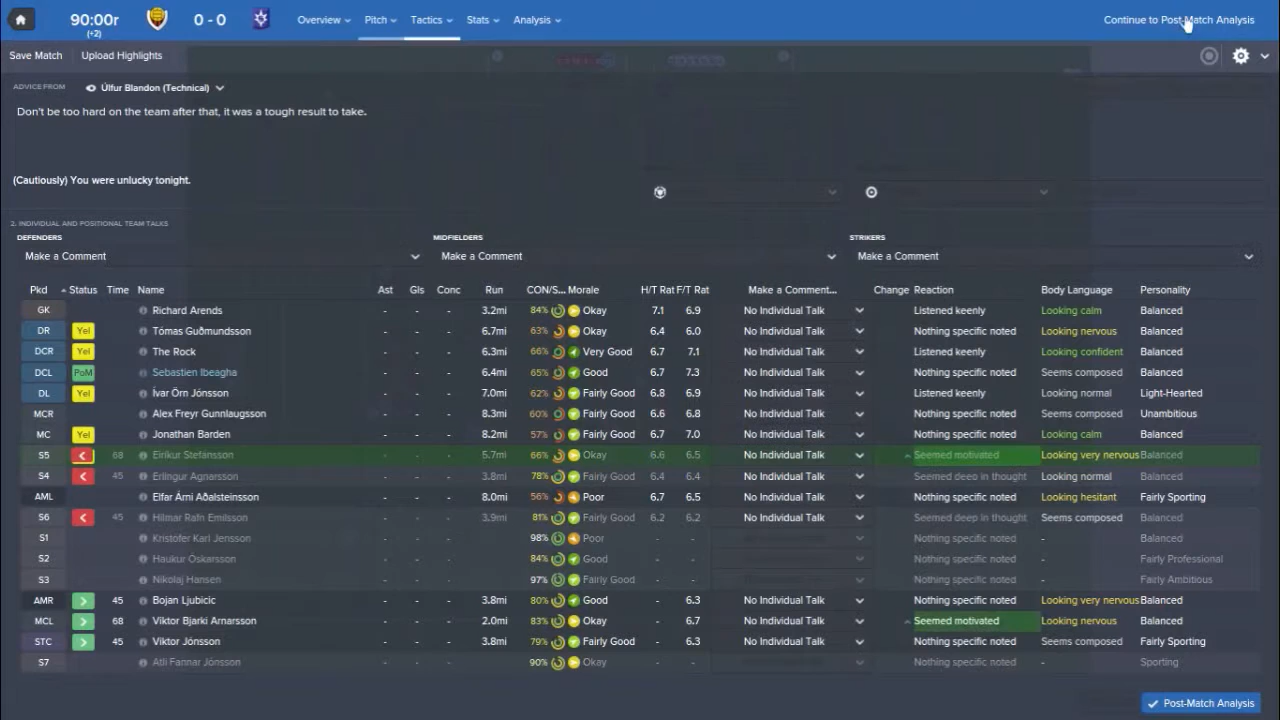 90:00r 0 - 0 Overview Pitch Tactics Stats Analysis Continue to Post-Match Analysis
(+2)
Save Match Upload Highlights
ADVICE FROM Úlfur Blandon (Technical)
Don't be too hard on the team after that, it was a tough result to take.
(Cautiously) You were unlucky tonight.
2. INDIVIDUAL AND POSITIONAL TEAM TALKS
DEFENDERS MIDFIELDERS STRIKERS
Make a Comment Make a Comment Make a Comment
Pkd Status Time Name Ast Gls Conc Run CON/S... Morale H/T Rat F/T Rat Make a Comment... Change Reaction Body Language Personality
GK Richard Arends - - - 3.2mi 84% Okay 7.1 6.9 No Individual Talk Listened keenly Looking calm Balanced
DR Yel Tómas Guðmundsson - - - 6.7mi 63% Okay 6.4 6.0 No Individual Talk Nothing specific noted Looking nervous Balanced
DCR Yel The Rock - - - 6.3mi 66% Very Good 6.7 7.1 No Individual Talk Listened keenly Looking confident Balanced
DCL PoM Sebastien Ibeagha - - - 6.4mi 65% Good 6.7 7.3 No Individual Talk Nothing specific noted Seems composed Balanced
DL Yel Ívar Örn Jónsson - - - 7.0mi 62% Fairly Good 6.8 6.9 No Individual Talk Listened keenly Looking normal Light-Hearted
MCR Alex Freyr Gunnlaugsson - - - 8.3mi 60% Good 6.6 6.8 No Individual Talk Nothing specific noted Seems composed Unambitious
MC Yel Jonathan Barden - - - 8.2mi 57% Fairly Good 6.7 7.0 No Individual Talk Nothing specific noted Looking calm Balanced
S5 68 Eiríkur Stefánsson - - - 5.7mi 66% Okay 6.6 6.5 No Individual Talk Seemed motivated Looking very nervous Balanced
S4 45 Erlingur Agnarsson - - - 3.8mi 78% Fairly Good 6.4 6.4 No Individual Talk Seemed deep in thought Looking normal Balanced
AML Elfar Árni Aðalsteinsson - - - 8.0mi 56% Poor 6.7 6.5 No Individual Talk Nothing specific noted Looking hesitant Fairly Sporting
S6 45 Hilmar Rafn Emilsson - - - 3.9mi 81% Fairly Good 6.2 6.2 No Individual Talk Seemed deep in thought Seems composed Balanced
S1 Kristófer Karl Jensson - - - 98% Poor - - Nothing specific noted - Balanced
S2 Haukur Óskarsson - - - 84% Good - - Nothing specific noted - Fairly Professional
S3 Nikolaj Hansen - - - 97% Fairly Good - - Nothing specific noted - Fairly Ambitious
AMR 45 Bojan Ljubicic - - - 3.8mi 80% Good - 6.3 No Individual Talk Nothing specific noted Looking very nervous Balanced
MCL 68 Viktor Bjarki Arnarsson - - - 2.0mi 83% Okay - 6.7 No Individual Talk Seemed motivated Looking nervous Balanced
STC 45 Viktor Jónsson - - - 3.8mi 79% Fairly Good - 6.3 No Individual Talk Nothing specific noted Seems composed Fairly Sporting
S7 Atli Fannar Jónsson - - - 90% Okay - - Nothing specific noted - Sporting
Post-Match Analysis